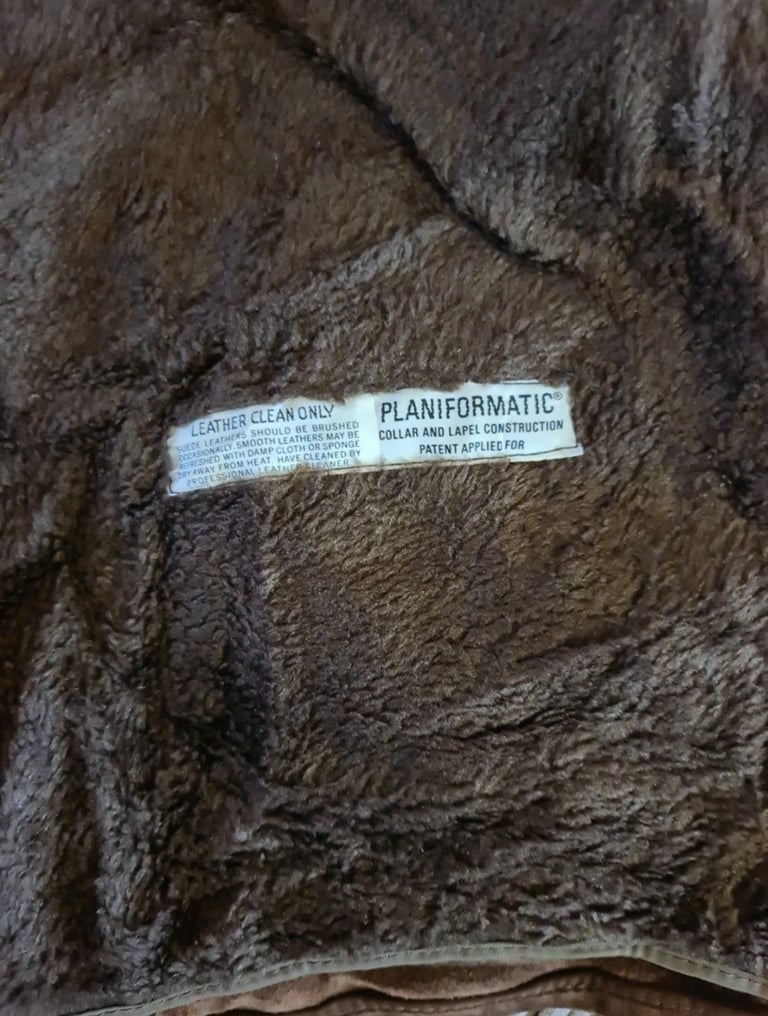 LEATHER CLEAN ONLY
SUEDE LEATHERS SHOULD BE BRUSHED
OCCASIONALLY. SMOOTH LEATHERS MAY BE
REFRESHED WITH DAMP CLOTH OR SPONGE
DRY AWAY FROM HEAT. HAVE CLEANED BY
PROFESSIONAL LEATHER CLEANER.
PLANIFORMATIC®
COLLAR AND LAPEL CONSTRUCTION
PATENT APPLIED FOR